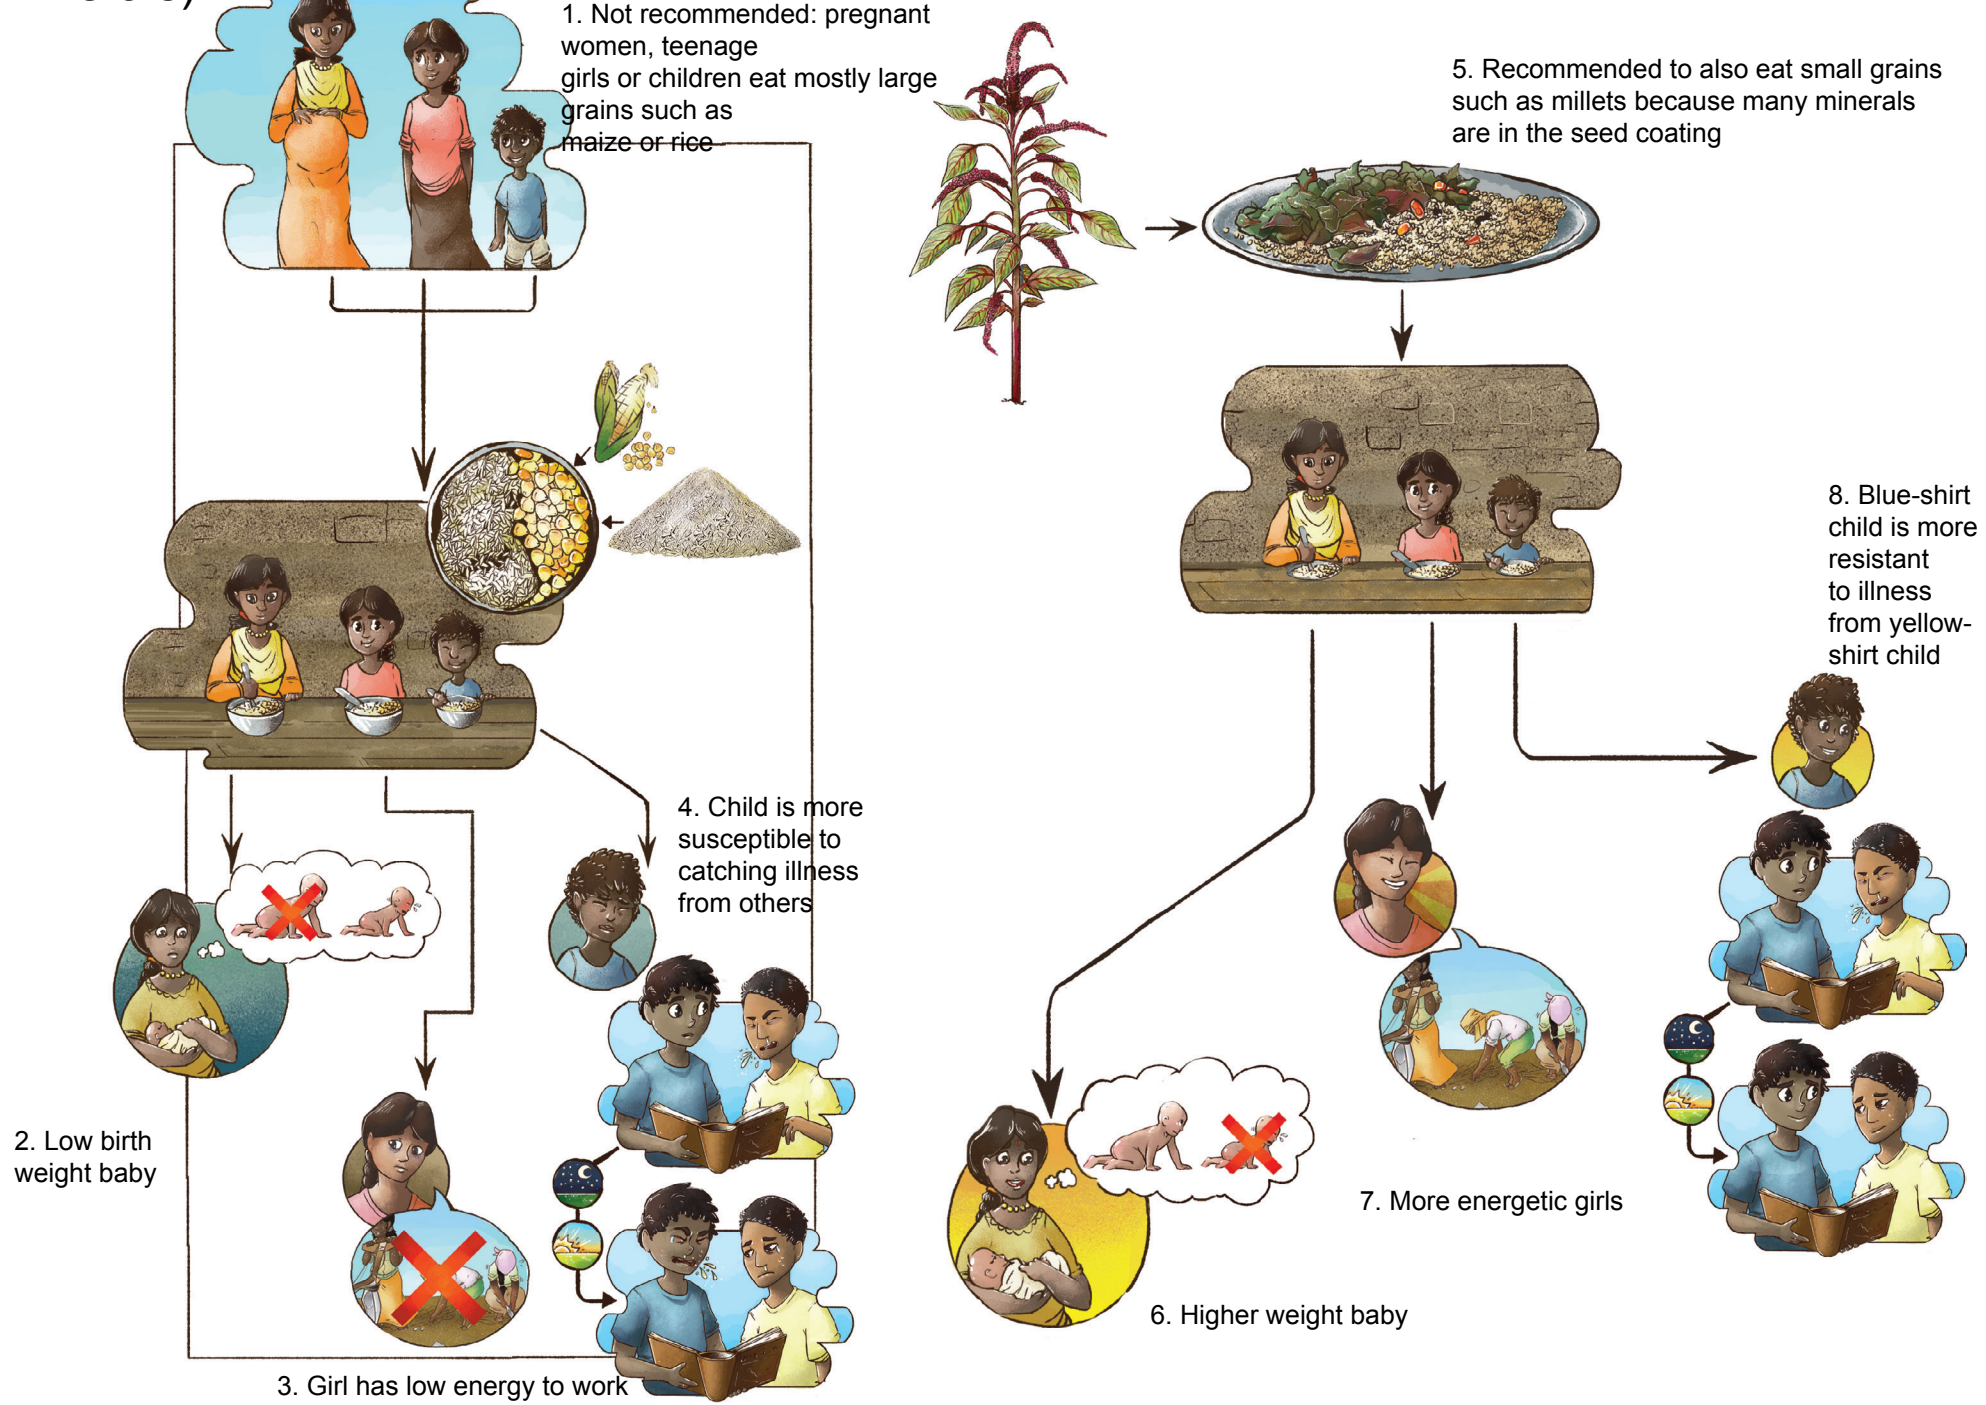 1. Not recommended: pregnant
women, teenage
girls or children eat mostly large
grains such as
maize or rice
5. Recommended to also eat small grains
such as millets because many minerals
are in the seed coating
8. Blue-shirt
child is more
resistant
to illness
from yellow-
shirt child
4. Child is more
susceptible to
catching illness
from others
2. Low birth
weight baby
7. More energetic girls
6. Higher weight baby
3. Girl has low energy to work